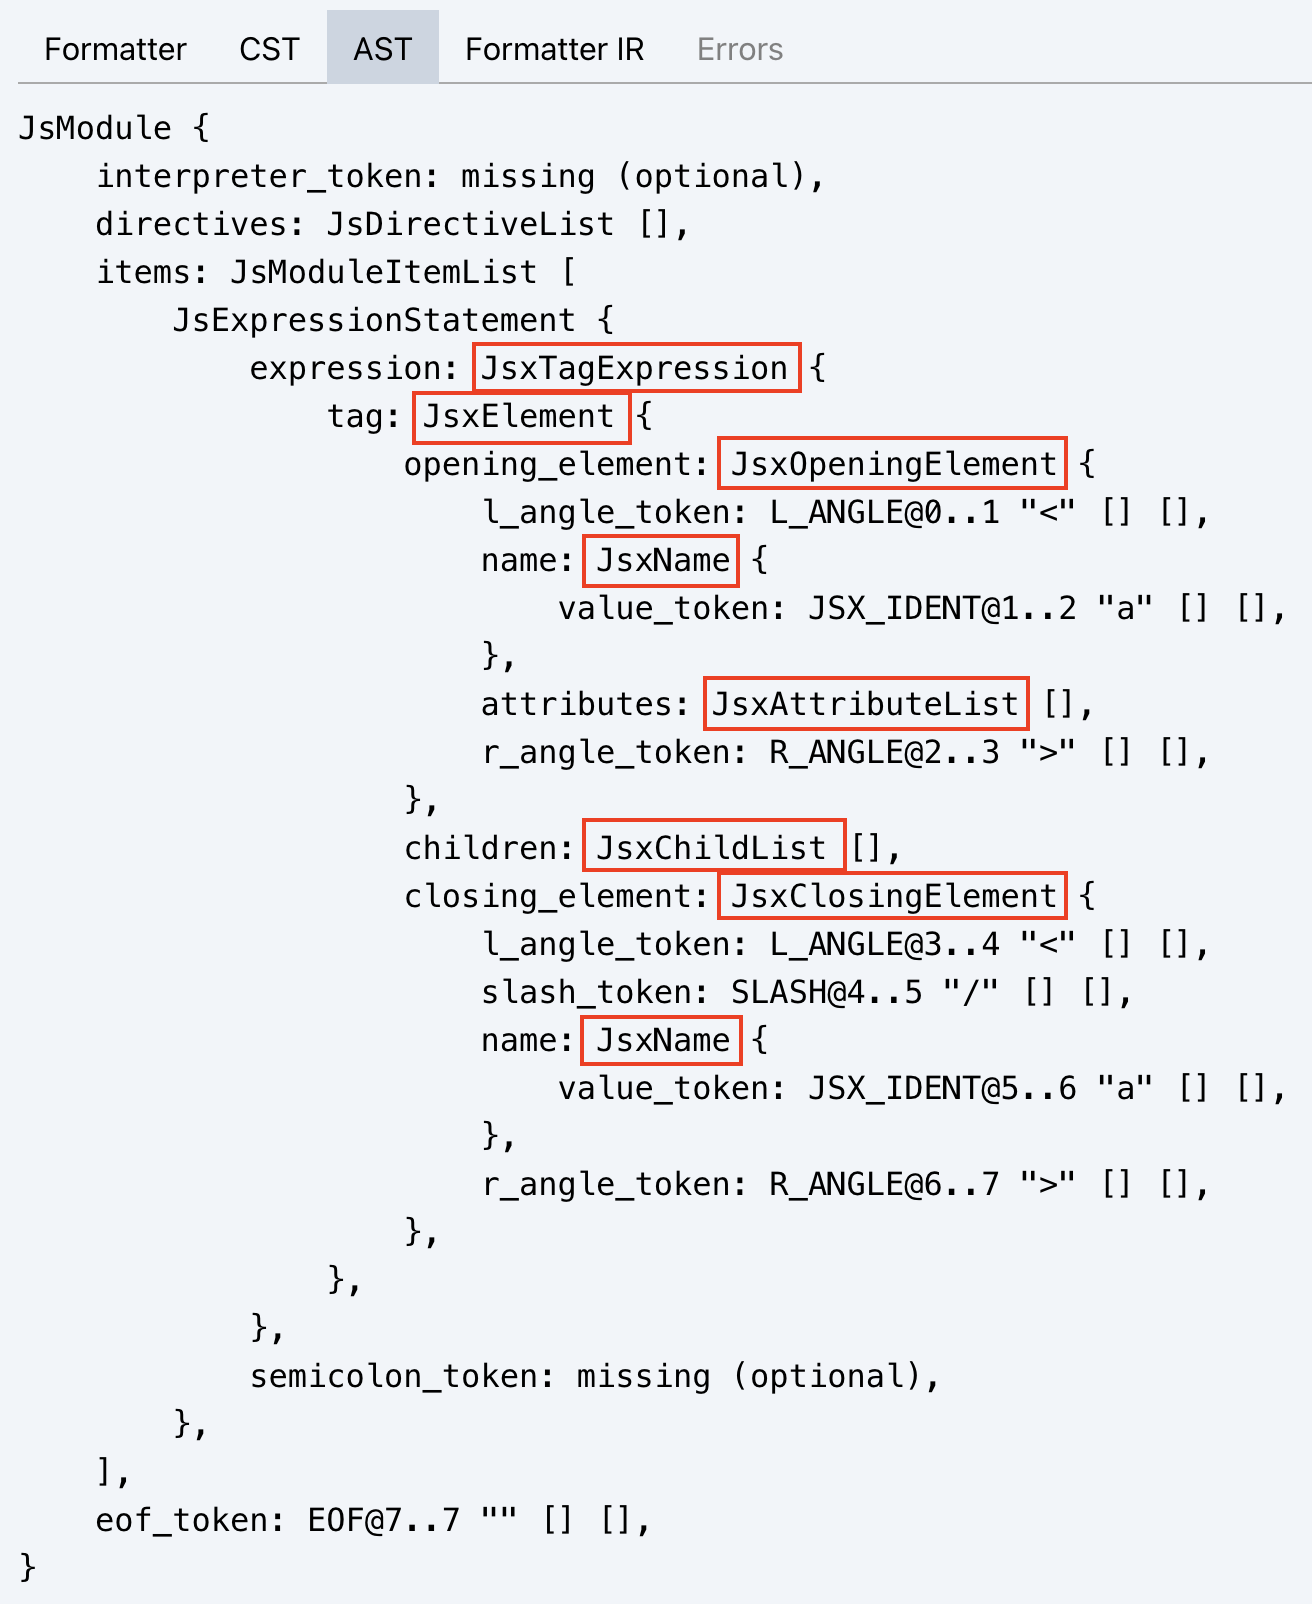 Formatter CST AST Formatter IR Errors
JsModule {
    interpreter_token: missing (optional),
    directives: JsDirectiveList [],
    items: JsModuleItemList [
        JsExpressionStatement {
            expression: JsxTagExpression {
                tag: JsxElement {
                    opening_element: JsxOpeningElement {
                        l_angle_token: L_ANGLE@0..1 "<" [] [],
                        name: JsxName {
                            value_token: JSX_IDENT@1..2 "a" [] [],
                        },
                        attributes: JsxAttributeList [],
                        r_angle_token: R_ANGLE@2..3 ">" [] [],
                    },
                    children: JsxChildList [],
                    closing_element: JsxClosingElement {
                        l_angle_token: L_ANGLE@3..4 "<" [] [],
                        slash_token: SLASH@4..5 "/" [] [],
                        name: JsxName {
                            value_token: JSX_IDENT@5..6 "a" [] [],
                        },
                        r_angle_token: R_ANGLE@6..7 ">" [] [],
                    },
                },
            },
            semicolon_token: missing (optional),
        },
    ],
    eof_token: EOF@7..7 "" [] [],
}